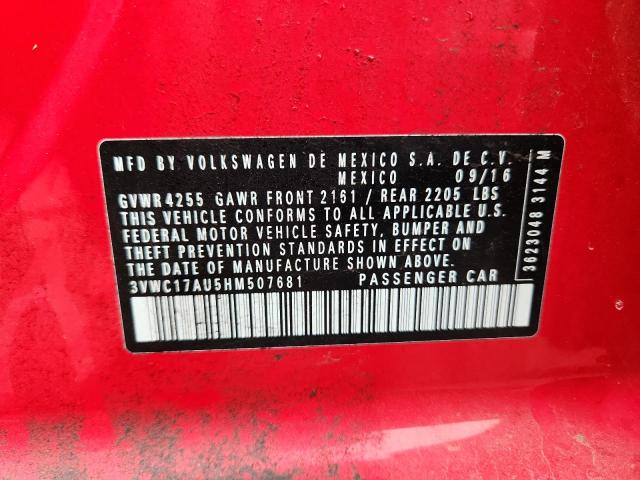 MFD BY VOLKSWAGEN DE MEXICO S.A. DE C.V.
MEXICO 09/16
GVWR 4255 GAWR FRONT 2161 / REAR 2205 LBS
THIS VEHICLE CONFORMS TO ALL APPLICABLE U.S.
FEDERAL MOTOR VEHICLE SAFETY, BUMPER AND
THEFT PREVENTION STANDARDS IN EFFECT ON
THE DATE OF MANUFACTURE SHOWN ABOVE.
3VWC17AU5HM507681 PASSENGER CAR
3623048 3144 M